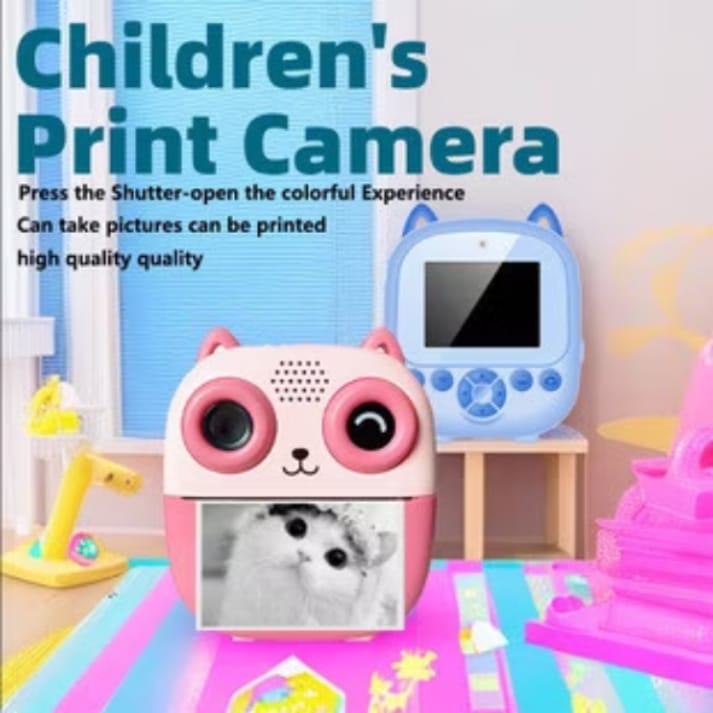 Children's
Print Camera
Press the Shutter-open the colorful Experience
Can take pictures can be printed
high quality quality